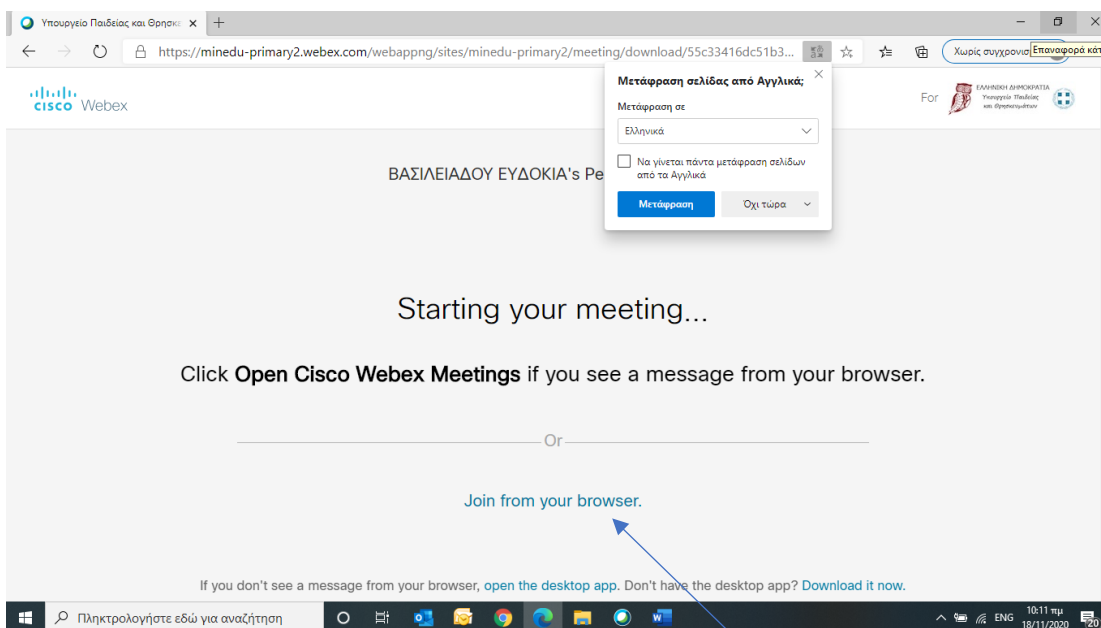 Υπουργείο Παιδείας και Θρησκε
https://minedu-primary2.webex.com/webappng/sites/minedu-primary2/meeting/download/55c33416dc51b3...
Χωρίς συγχρονισ
Επαναφορά κάτ
Μετάφραση σελίδας από Αγγλικά;
Μετάφραση σε
Ελληνικά
Να γίνεται πάντα μετάφραση σελίδων
από τα Αγγλικά
Μετάφραση
Όχι τώρα
cisco Webex
For
ΕΛΛΗΝΙΚΗ ΔΗΜΟΚΡΑΤΙΑ
Υπουργείο Παιδείας
και Θρησκευμάτων
ΒΑΣΙΛΕΙΑΔΟΥ ΕΥΔΟΚΙΑ's Pe
Starting your meeting...
Click Open Cisco Webex Meetings if you see a message from your browser.
Or
Join from your browser.
If you don't see a message from your browser, open the desktop app. Don't have the desktop app? Download it now.
Πληκτρολογήστε εδώ για αναζήτηση
ENG
10:11 πμ
18/11/2020
20